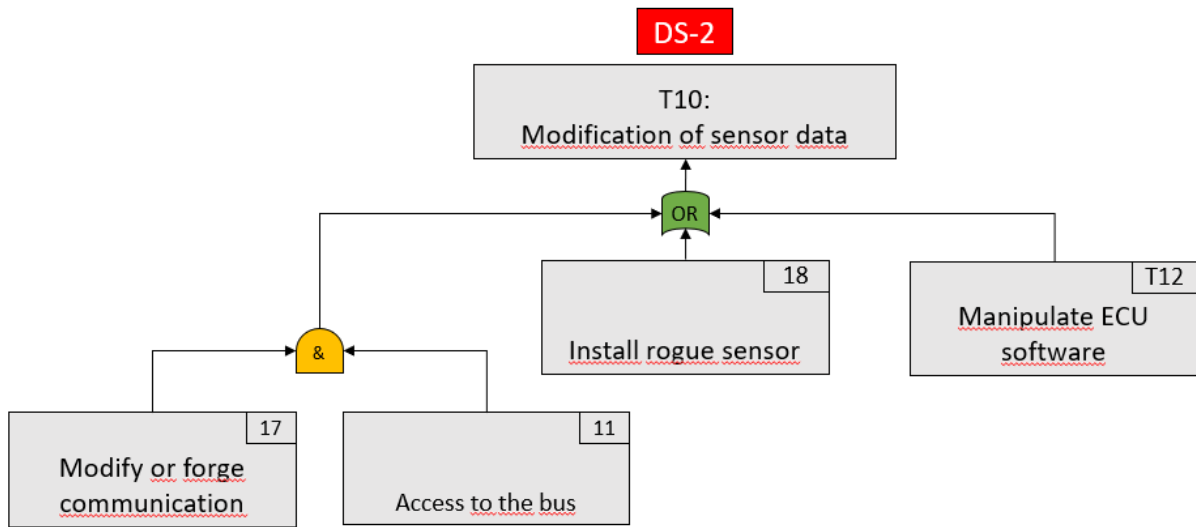 DS-2
T10:
Modification of sensor data
OR
18
Install rogue sensor
T12
Manipulate ECU
software
&
17
Modify or forge
communication
11
Access to the bus